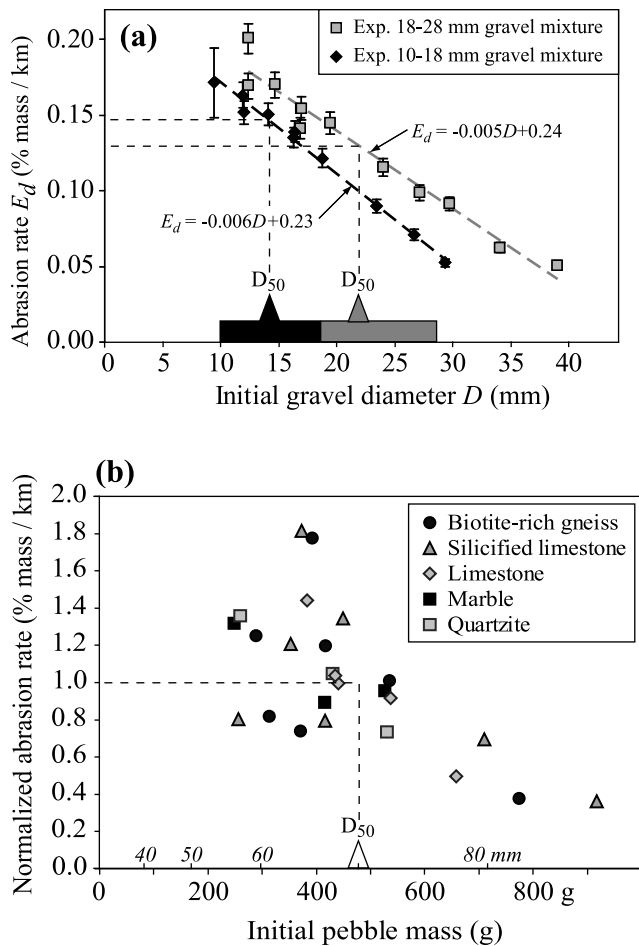 (a)
Exp. 18-28 mm gravel mixture
Exp. 10-18 mm gravel mixture
Abrasion rate E_d (% mass / km)
0.20
0.15
0.10
0.05
0.00
E_d = -0.005D+0.24
E_d = -0.006D+0.23
D_50
D_50
0 5 10 15 20 25 30 35 40
Initial gravel diameter D (mm)
(b)
Normalized abrasion rate (% mass / km)
2.0
1.8
1.6
1.4
1.2
1.0
0.8
0.6
0.4
0.2
0.0
Biotite-rich gneiss
Silicified limestone
Limestone
Marble
Quartzite
D_50
40 50 60 80 mm
0 200 400 600 800 g
Initial pebble mass (g)